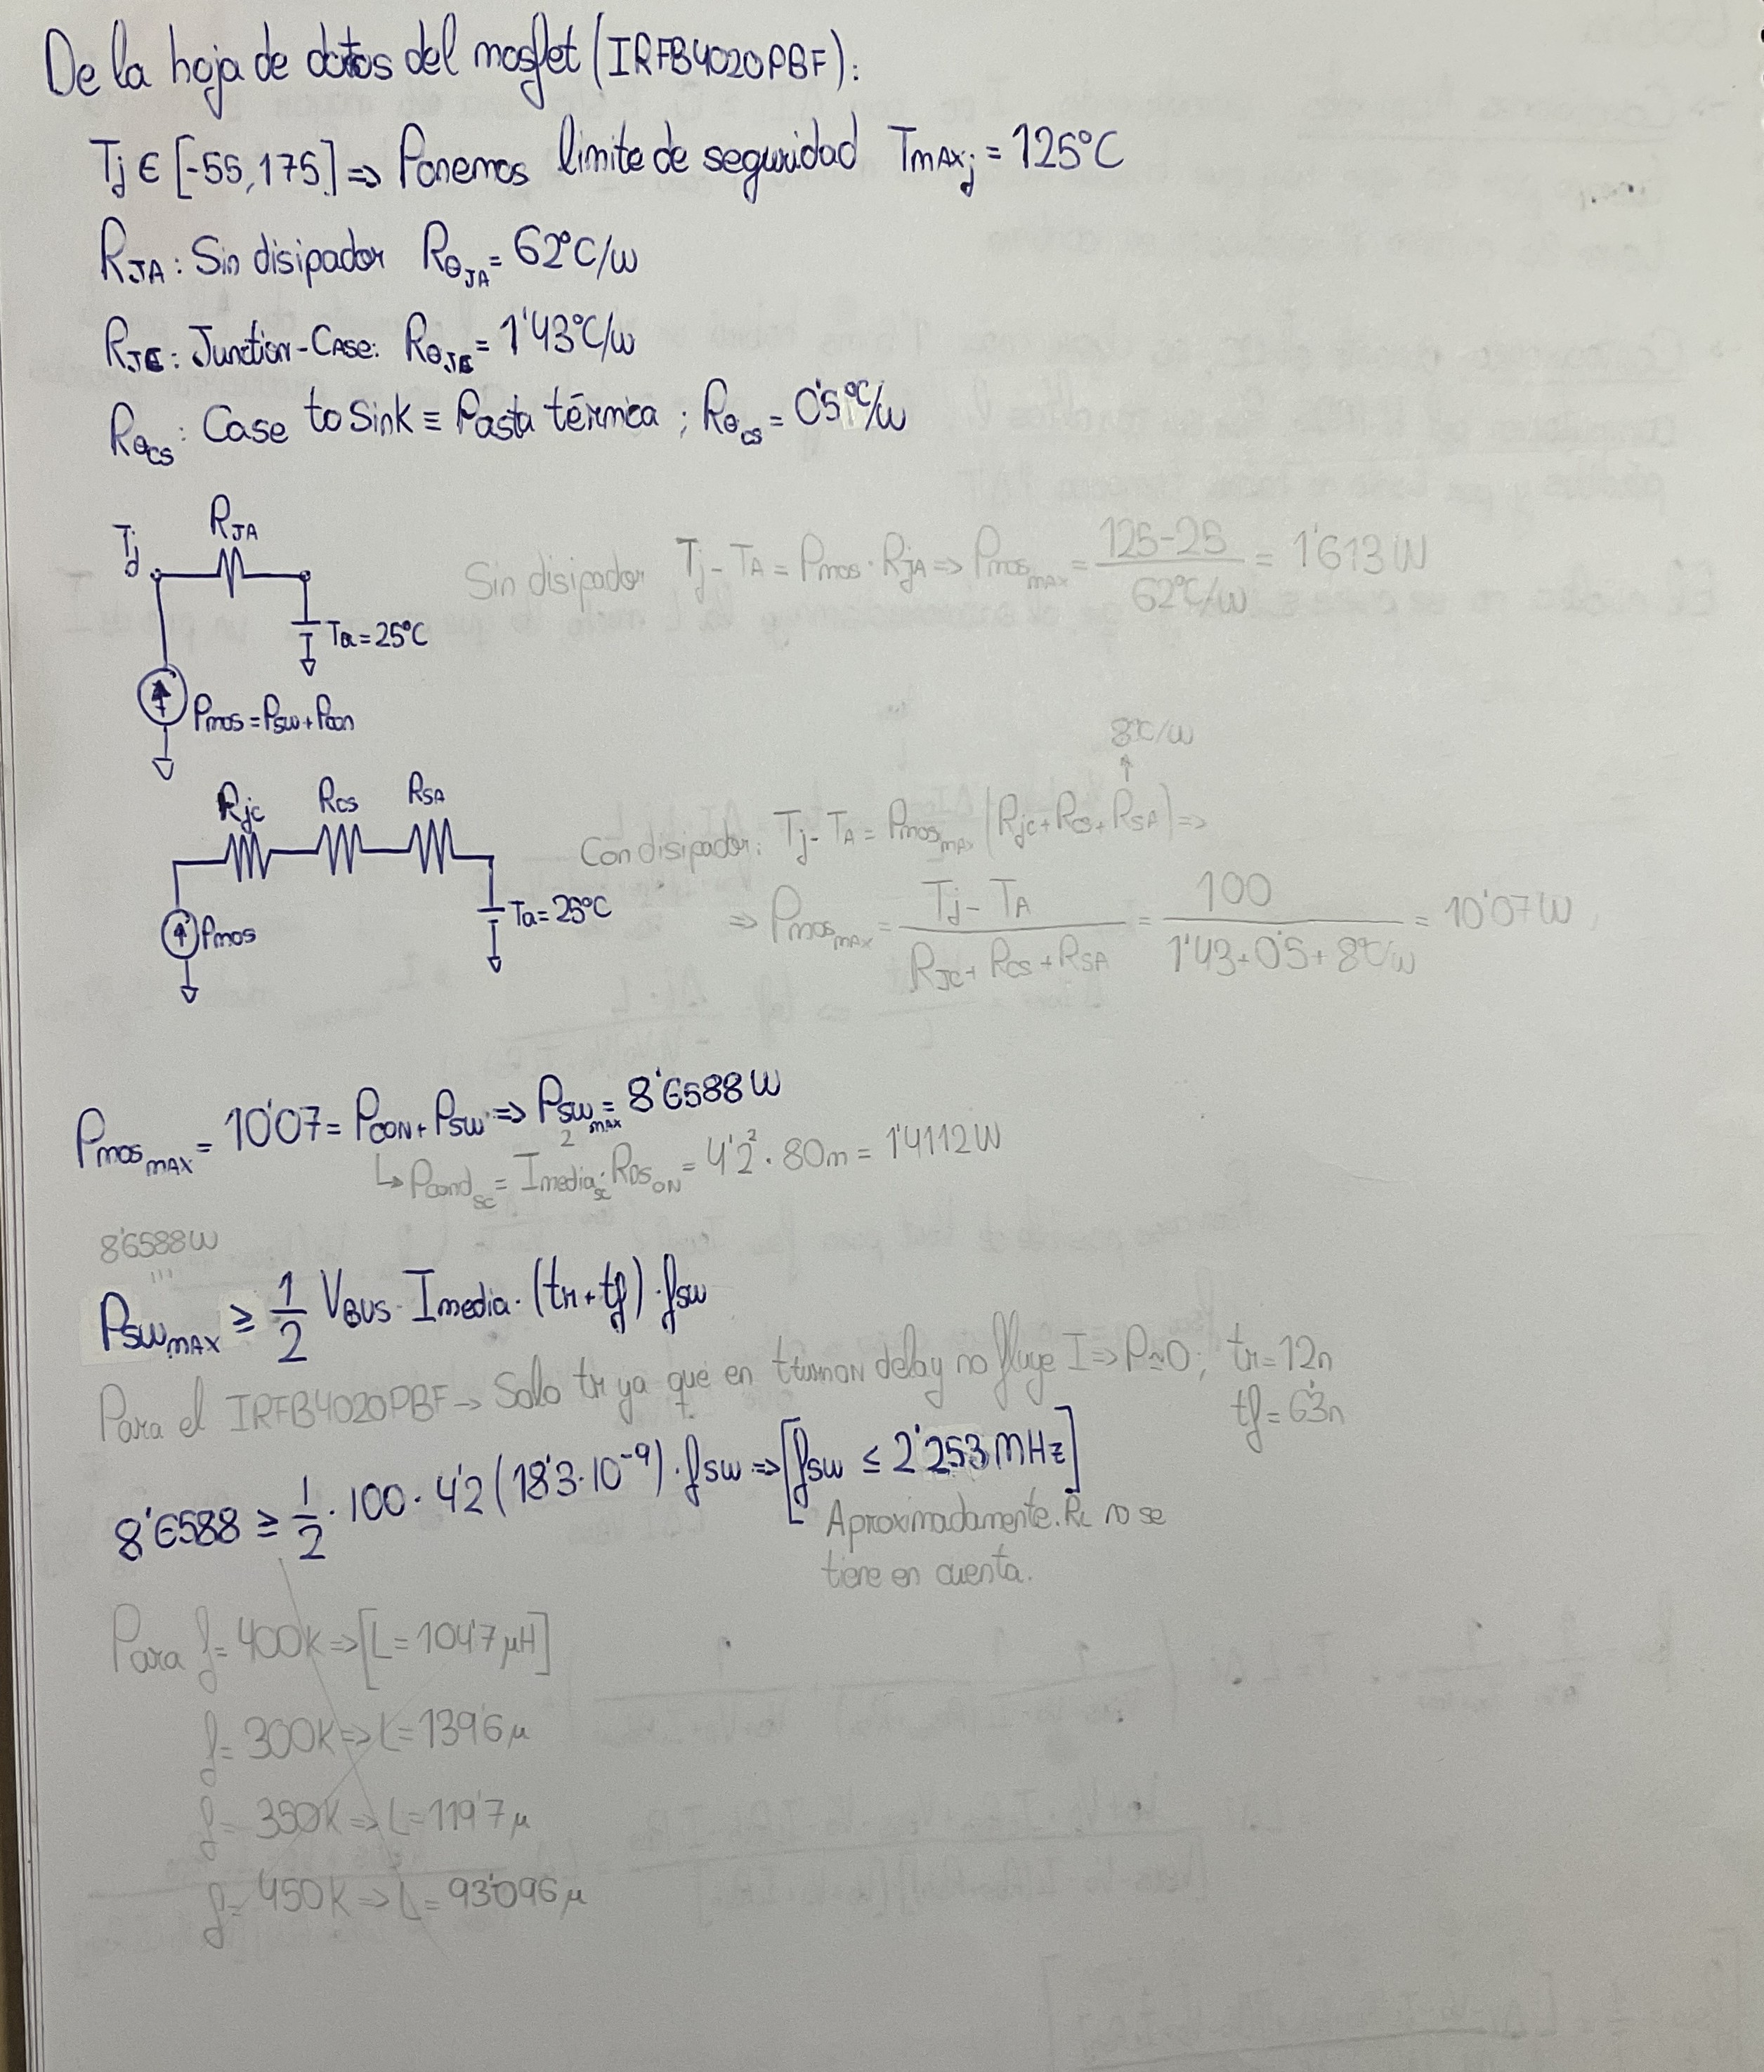 De la hoja de datos del mosfet (IRFB4020PBF):
Tj ∈ [-55, 175] ⇒ Ponemos limite de seguridad TMAXj = 125°C
RJA: Sin disipador RθJA = 62°C/W
RJC: Junction-Case: RθJC = 1'43°C/W
RθCS: Case to Sink ≡ Pasta térmica ; RθCS = 0'5°C/W
Tj RJA
Ta = 25°C
Pmos = Psw + Pcon
Sin disipador Tj - TA = Pmos · RJA ⇒ PmosMAX = (125-25)/(62°C/W) = 1'613 W
Rjc Rcs RSA
Ta = 25°C
Pmos
8°C/W
Con disipador: Tj - TA = PmosMAX (Rjc + Rcs + RSA) ⇒
⇒ PmosMAX = (Tj - TA)/(RJC + RCS + RSA) = 100/(1'43 + 0'5 + 8°C/W) = 10'07 W
PmosMAX = 10'07 = PCON + PSW ⇒ PSWMAX = 8'6588 W
↳ Pcondsc = Imediasc² · RDSON = 4'2² · 80m = 1'4112 W
8'6588 W
PSWMAX ≥ 1/2 VBUS · Imedia · (tr + tf) · fsw
Para el IRFB4020PBF → Solo tr ya que en tturnON delay no fluye I ⇒ P≃0; tr = 12n
tf = 6'3n
8'6588 ≥ 1/2 · 100 · 4'2 (18'3·10⁻⁹) · fsw ⇒ [fsw ≤ 2'253 MHz]
Aproximadamente. RL no se
tiene en cuenta.
Para f = 400K ⇒ [L = 104'7 µH]
f = 300K ⇒ L = 139'6 µ
f = 350K ⇒ L = 119'7 µ
f = 450K ⇒ L = 93'096 µ